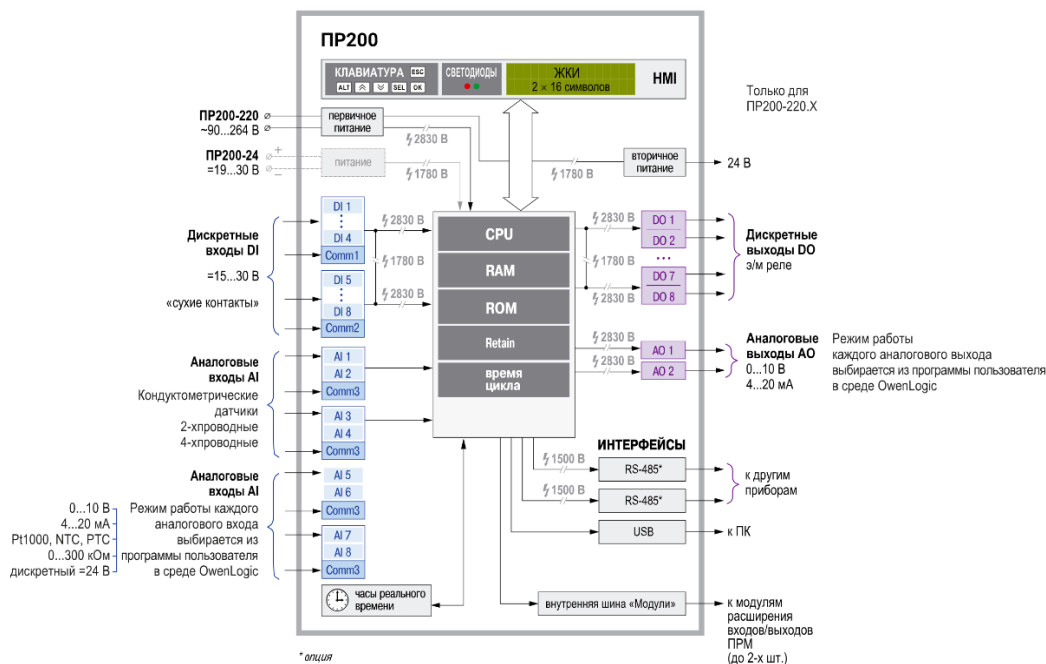 ПР200
КЛАВИАТУРА ESC
ALT SEL OK
СВЕТОДИОДЫ
ЖКИ
2 × 16 символов
HMI
Только для
ПР200-220.X
ПР200-220
~90...264 В
первичное
питание
2830 В
ПР200-24
=19...30 В
+
−
питание
1780 В
1780 В
вторичное
питание
24 В
Дискретные
входы DI
=15...30 В
«сухие контакты»
DI 1
DI 4
Comm1
DI 5
DI 8
Comm2
2830 В
1780 В
2830 В
CPU
RAM
ROM
Retain
время
цикла
2830 В
1780 В
2830 В
DO 1
DO 2
...
DO 7
DO 8
Дискретные
выходы DO
э/м реле
Аналоговые
входы AI
Кондуктометрические
датчики
2-хпроводные
4-хпроводные
AI 1
AI 2
Comm3
AI 3
AI 4
Comm3
2830 В
2830 В
AO 1
AO 2
Аналоговые
выходы AO
0...10 В
4...20 мА
Режим работы
каждого аналогового выхода
выбирается из программы пользователя
в среде OwenLogic
Аналоговые
входы AI
0...10 В
4...20 мА
Pt1000, NTC, PTC
0...300 кОм
дискретный =24 В
Режим работы каждого
аналогового входа
выбирается из
программы пользователя
в среде OwenLogic
AI 5
AI 6
Comm3
AI 7
AI 8
Comm3
ИНТЕРФЕЙСЫ
1500 В
RS-485*
1500 В
RS-485*
к другим
приборам
USB
к ПК
часы реального
времени
внутренняя шина «Модули»
к модулям
расширения
входов/выходов
ПРМ
(до 2-х шт.)
* опция